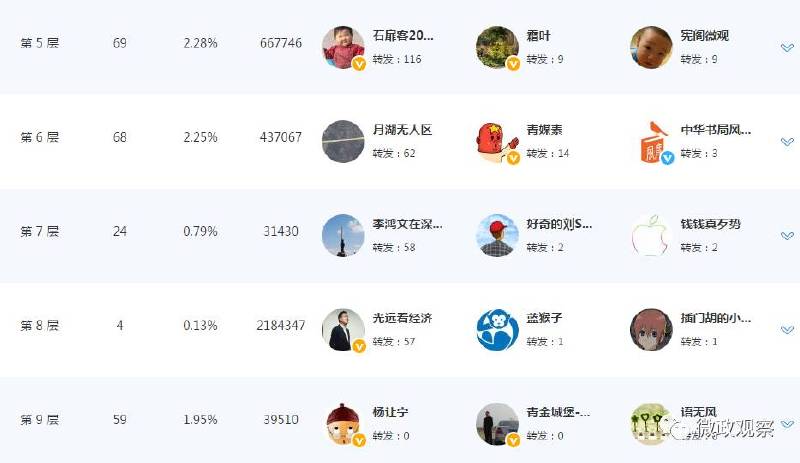 第 5 层 69 2.28% 667746 石扉客20... 霜叶 宪阁微观
转发：116 转发：9 转发：9
第 6 层 68 2.25% 437067 月湖无人区 青媒素 中华书局风...
转发：62 转发：14 转发：3
第 7 层 24 0.79% 31430 李鸿文在深... 好奇的刘S... 钱钱真歹势
转发：58 转发：2 转发：2
第 8 层 4 0.13% 2184347 无远看经济 蓝猴子 插门胡的小...
转发：57 转发：1 转发：1
第 9 层 59 1.95% 39510 杨让宁 青金城堡-... 语无风
转发：0 转发：0
微政观察